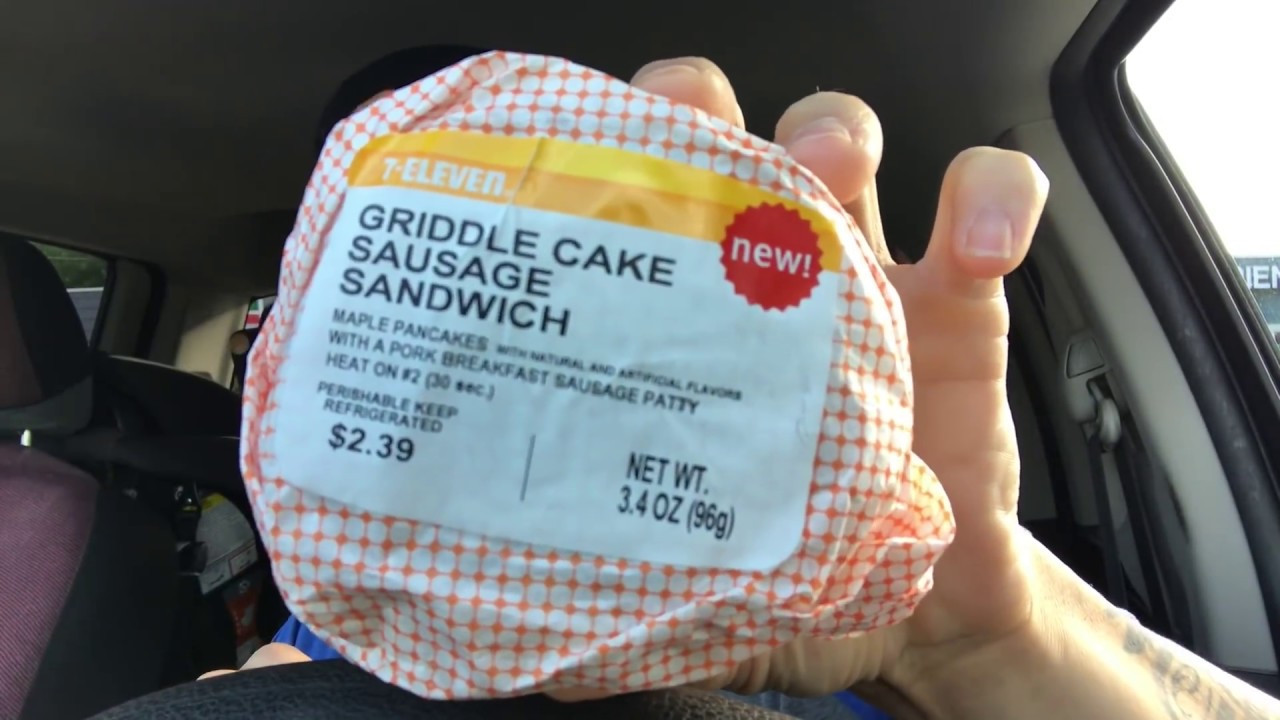 7-ELEVEN
new!
GRIDDLE CAKE
SAUSAGE
SANDWICH
MAPLE PANCAKES WITH NATURAL AND ARTIFICIAL FLAVORS
WITH A PORK BREAKFAST SAUSAGE PATTY
HEAT ON #2 (30 sec.)
PERISHABLE KEEP
REFRIGERATED
$2.39
NET WT.
3.4 OZ (96g)